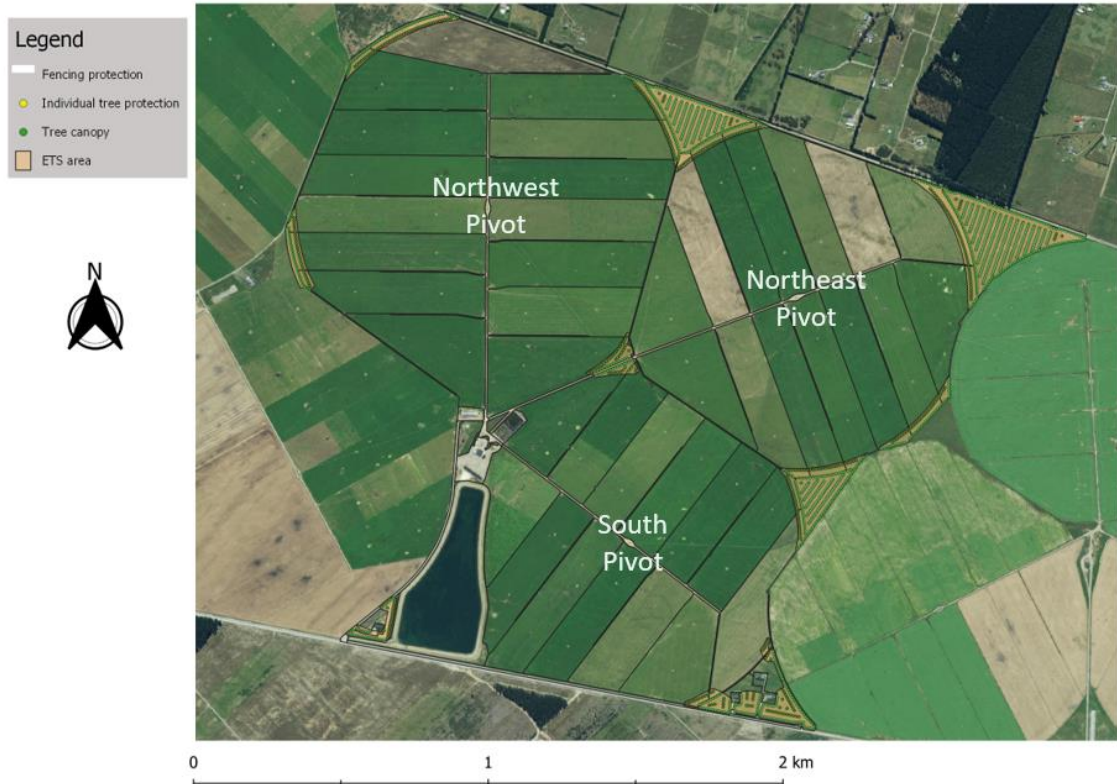 Legend
Fencing protection
Individual tree protection
Tree canopy
ETS area
N
Northwest
Pivot
Northeast
Pivot
South
Pivot
0 1 2 km